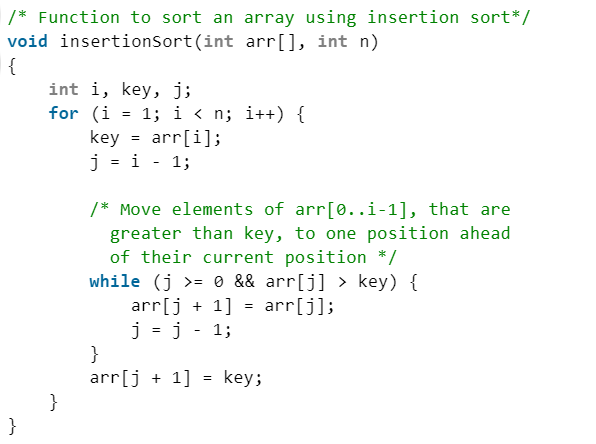 /* Function to sort an array using insertion sort*/
void insertionSort(int arr[], int n)
{
    int i, key, j;
    for (i = 1; i < n; i++) {
        key = arr[i];
        j = i - 1;

        /* Move elements of arr[0..i-1], that are
          greater than key, to one position ahead
          of their current position */
        while (j >= 0 && arr[j] > key) {
            arr[j + 1] = arr[j];
            j = j - 1;
        }
        arr[j + 1] = key;
    }
}